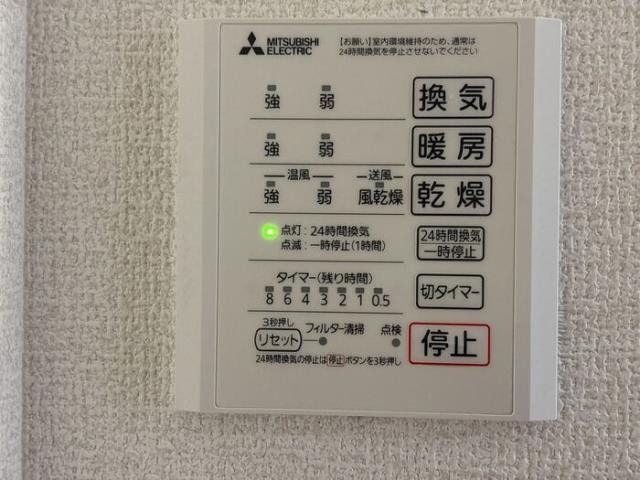 MITSUBISHI
ELECTRIC
【お願い】室内環境維持のため、通常は
24時間換気を停止させないでください
強 弱 換気
強 弱 暖房
温風 送風
強 弱 風乾燥 乾燥
点灯:24時間換気
点滅:一時停止(1時間)
24時間換気
一時停止
タイマー(残り時間)
8 6 4 3 2 1 0.5
切タイマー
3秒押し
リセット フィルター清掃 点検
停止
24時間換気の停止は停止ボタンを3秒押し